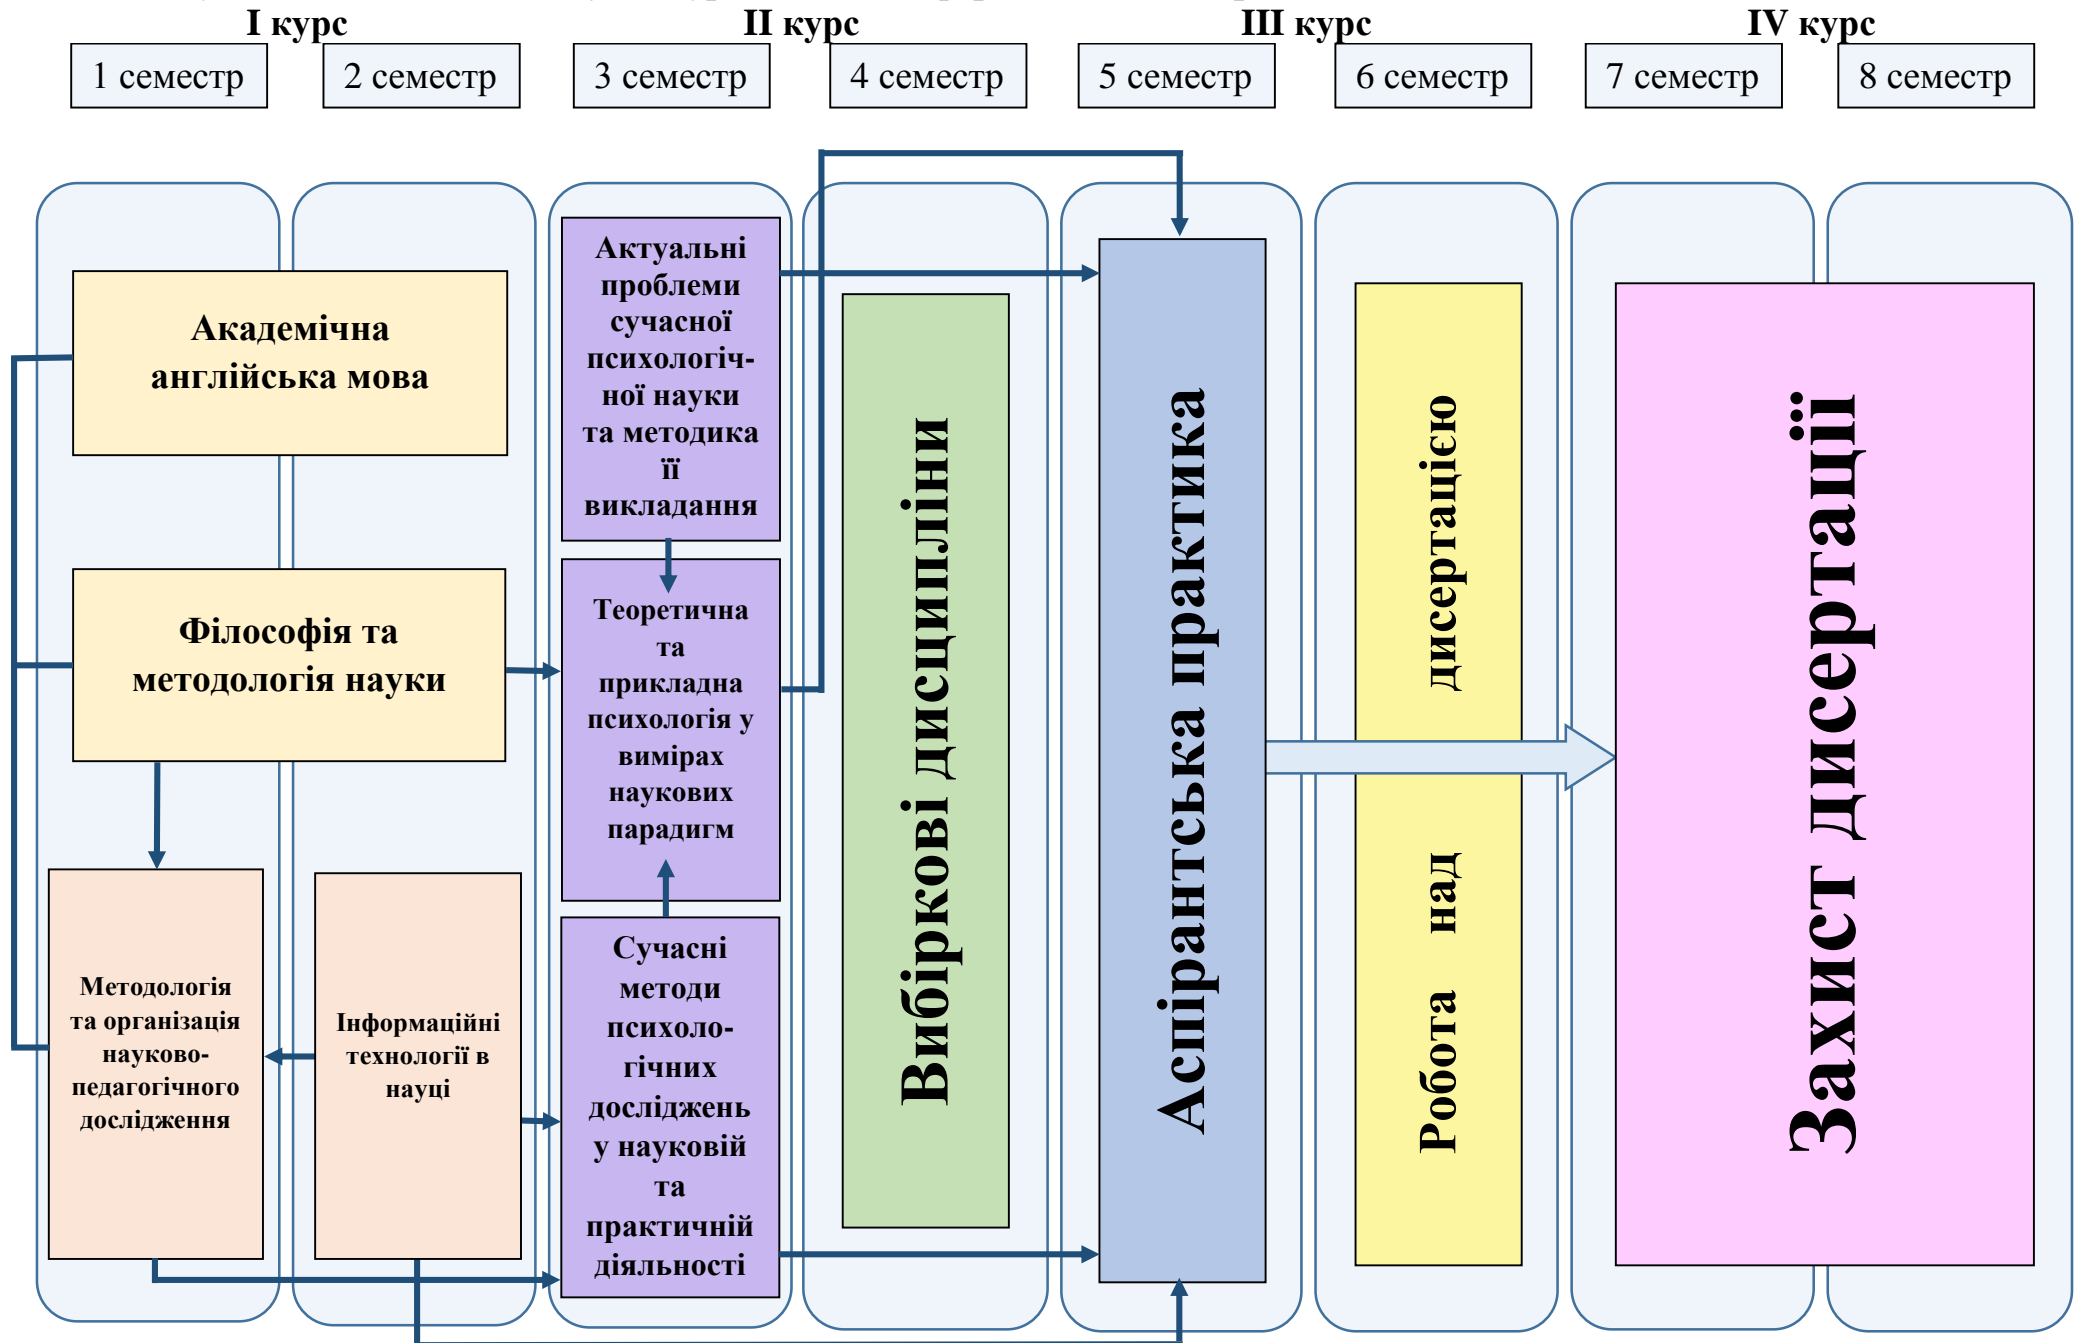 І курс
ІІ курс
ІІІ курс
IV курс
1 семестр
2 семестр
3 семестр
4 семестр
5 семестр
6 семестр
7 семестр
8 семестр
Академічна
англійська мова
Філософія та
методологія науки
Методологія
та організація
науково-
педагогічного
дослідження
Інформаційні
технології в
науці
Актуальні
проблеми
сучасної
психологіч-
ної науки
та методика
її
викладання
Теоретична
та
прикладна
психологія у
вимірах
наукових
парадигм
Сучасні
методи
психоло-
гічних
досліджень
у науковій
та
практичній
діяльності
Вибіркові дисципліни
Аспірантська практика
Робота над дисертацією
Захист дисертації